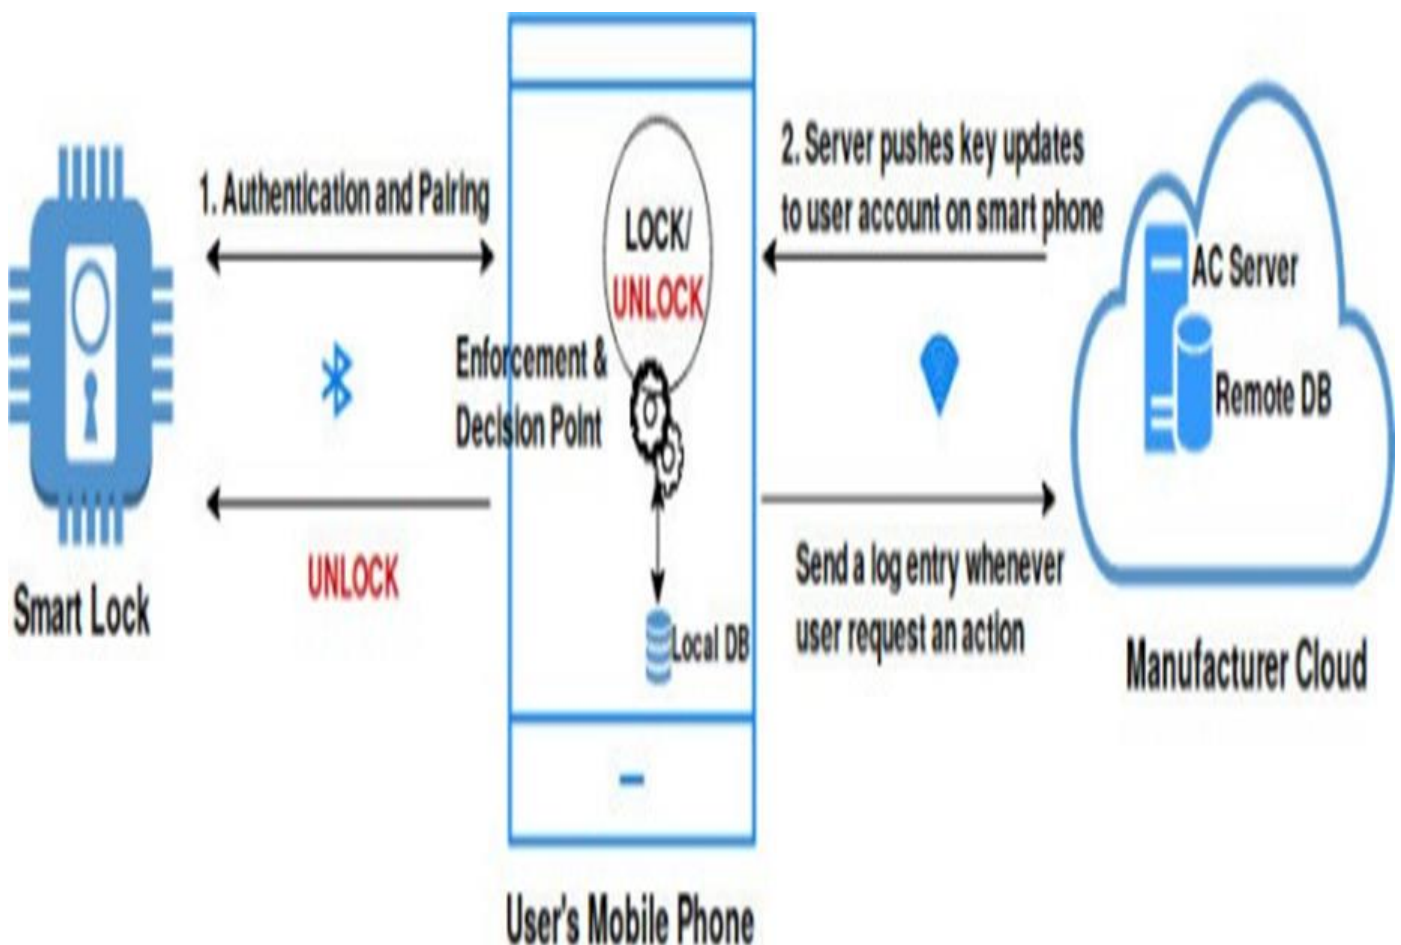 1. Authentication and Pairing
2. Server pushes key updates
to user account on smart phone
LOCK/
UNLOCK
AC Server
Enforcement &
Decision Point
Remote DB
UNLOCK
Send a log entry whenever
user request an action
Smart Lock
Local DB
Manufacturer Cloud
User's Mobile Phone